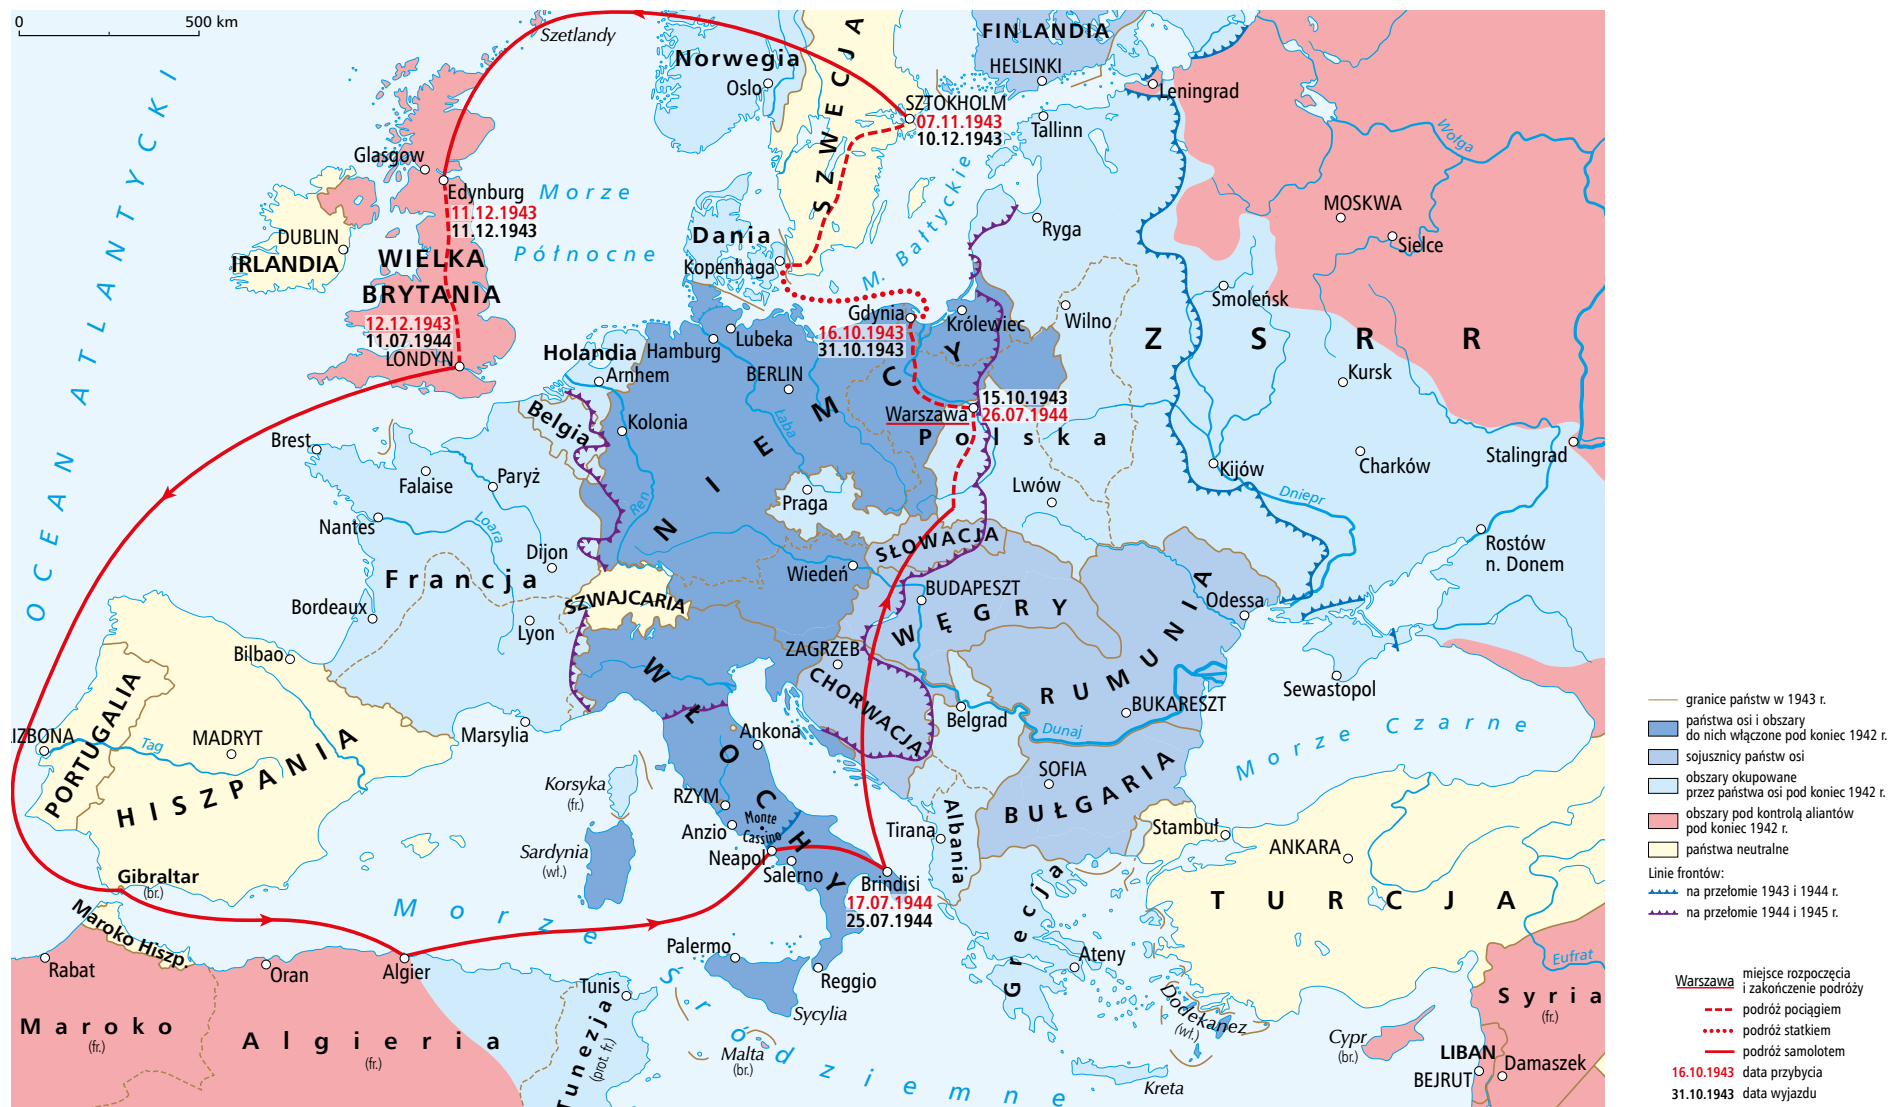 0 500 km
Szetlandy
Norwegia
Oslo
SZWECJA
FINLANDIA
HELSINKI
Leningrad
SZTOKHOLM
07.11.1943
10.12.1943
Tallinn
Wołga
OCEAN ATLANTYCKI
Glasgow
Edynburg
11.12.1943
11.12.1943
Morze
Północne
DUBLIN
IRLANDIA
WIELKA
BRYTANIA
12.12.1943
11.07.1944
LONDYN
Dania
Kopenhaga
M. Bałtyckie
Ryga
MOSKWA
Sielce
Smoleńsk
Gdynia
16.10.1943
31.10.1943
Królewiec
Wilno
ZSRR
Holandia
Arnhem
Hamburg
Lubeka
BERLIN
NIEMCY
Łaba
Kursk
Belgia
Kolonia
Ren
Warszawa
15.10.1943
26.07.1944
Polska
Brest
Falaise
Paryż
Nantes
Loara
Dijon
Praga
Lwów
Kijów
Dniepr
Charków
Stalingrad
Rostów
n. Donem
Francja
Bordeaux
Lyon
SZWAJCARIA
Wiedeń
SŁOWACJA
BUDAPESZT
WĘGRY
Odessa
RUMUNIA
Bilbao
ZAGRZEB
CHORWACJA
Belgrad
Dunaj
BUKARESZT
Sewastopol
Morze Czarne
PORTUGALIA
IZBONA
Tag
MADRYT
HISZPANIA
Marsylia
WŁOCHY
Ankona
Korsyka
(fr.)
RZYM
Anzio
Monte
Cassino
Neapol
Salerno
Sardynia
(wł.)
SOFIA
BUŁGARIA
Tirana
Albania
Stambuł
ANKARA
TURCJA
Gibraltar
(br.)
Brindisi
17.07.1944
25.07.1944
Grecja
Ateny
Maroko Hiszp.
Morze Śródziemne
Rabat
Oran
Algier
Palermo
Reggio
Sycylia
Tunis
Tunezja
(prot. fr.)
Maroko
(fr.)
Algieria
(fr.)
Malta
(br.)
Dodekanez
(wł.)
Kreta
Cypr
(br.)
Eufrat
Syria
(fr.)
LIBAN
BEJRUT
Damaszek
granice państw w 1943 r.
państwa osi i obszary
do nich włączone pod koniec 1942 r.
sojusznicy państw osi
obszary okupowane
przez państwa osi pod koniec 1942 r.
obszary pod kontrolą aliantów
pod koniec 1942 r.
państwa neutralne
Linie frontów:
na przełomie 1943 i 1944 r.
na przełomie 1944 i 1945 r.
Warszawa miejsce rozpoczęcia
i zakończenie podróży
podróż pociągiem
podróż statkiem
podróż samolotem
16.10.1943 data przybycia
31.10.1943 data wyjazdu